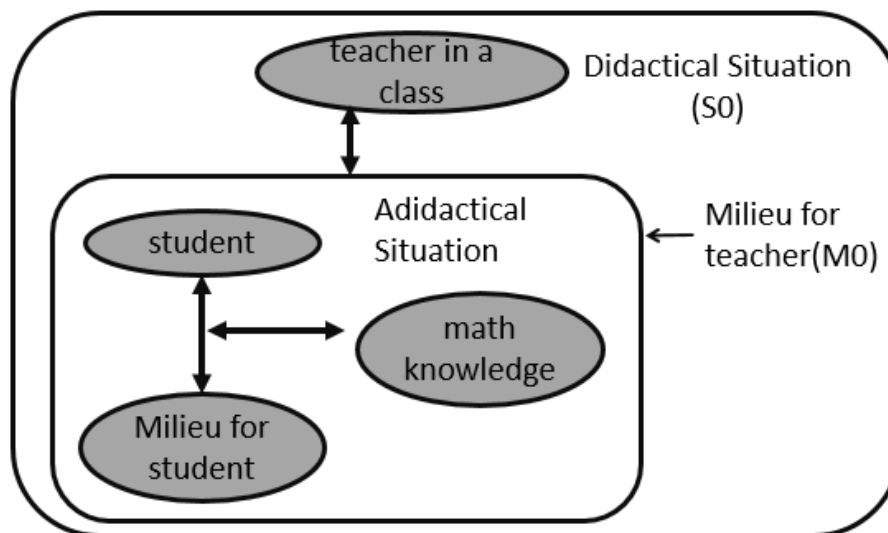 teacher in a
class
Didactical Situation
(S0)
Adidactical
Situation
student
Milieu for
teacher(M0)
math
knowledge
Milieu for
student